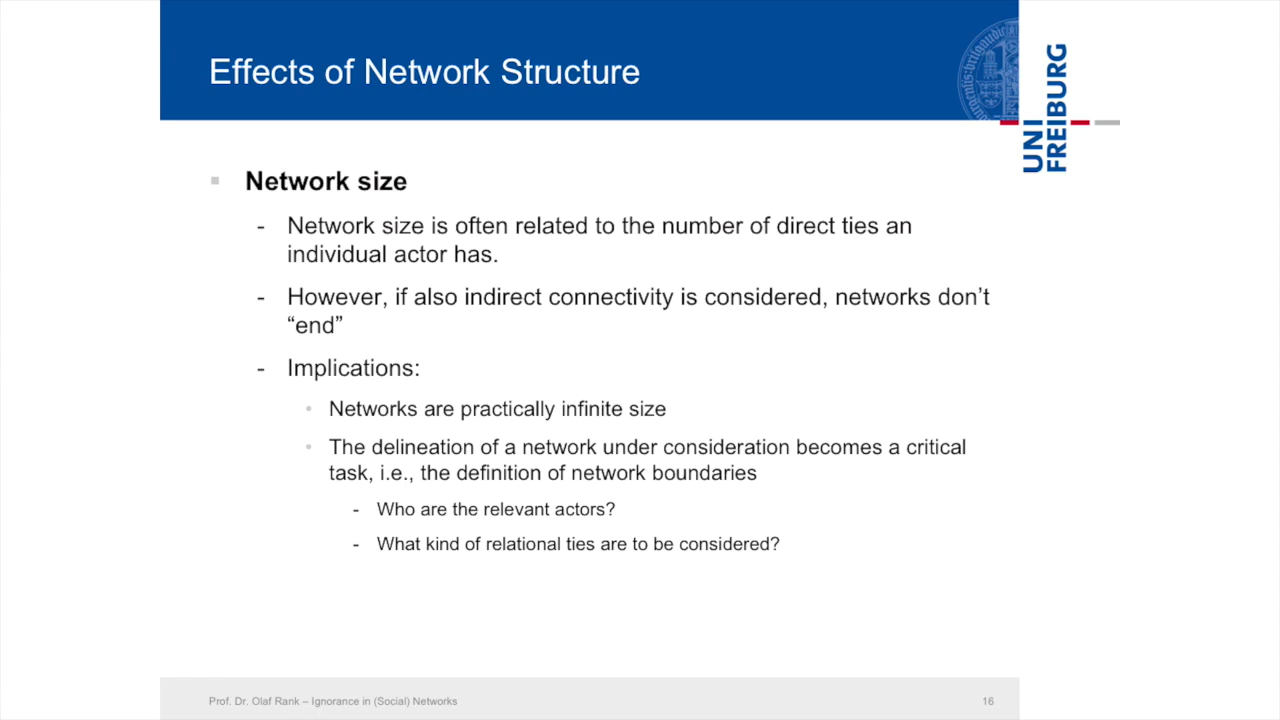 Effects of Network Structure
UNI
FREIBURG
Network size
- Network size is often related to the number of direct ties an
individual actor has.
- However, if also indirect connectivity is considered, networks don’t
“end”
- Implications:
• Networks are practically infinite size
• The delineation of a network under consideration becomes a critical
task, i.e., the definition of network boundaries
- Who are the relevant actors?
- What kind of relational ties are to be considered?
Prof. Dr. Olaf Rank – Ignorance in (Social) Networks
16